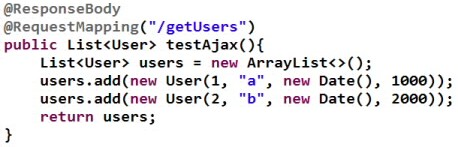 @ResponseBody
@RequestMapping("/getUsers")
public List<User> testAjax(){
    List<User> users = new ArrayList<>();
    users.add(new User(1, "a", new Date(), 1000));
    users.add(new User(2, "b", new Date(), 2000));
    return users;
}